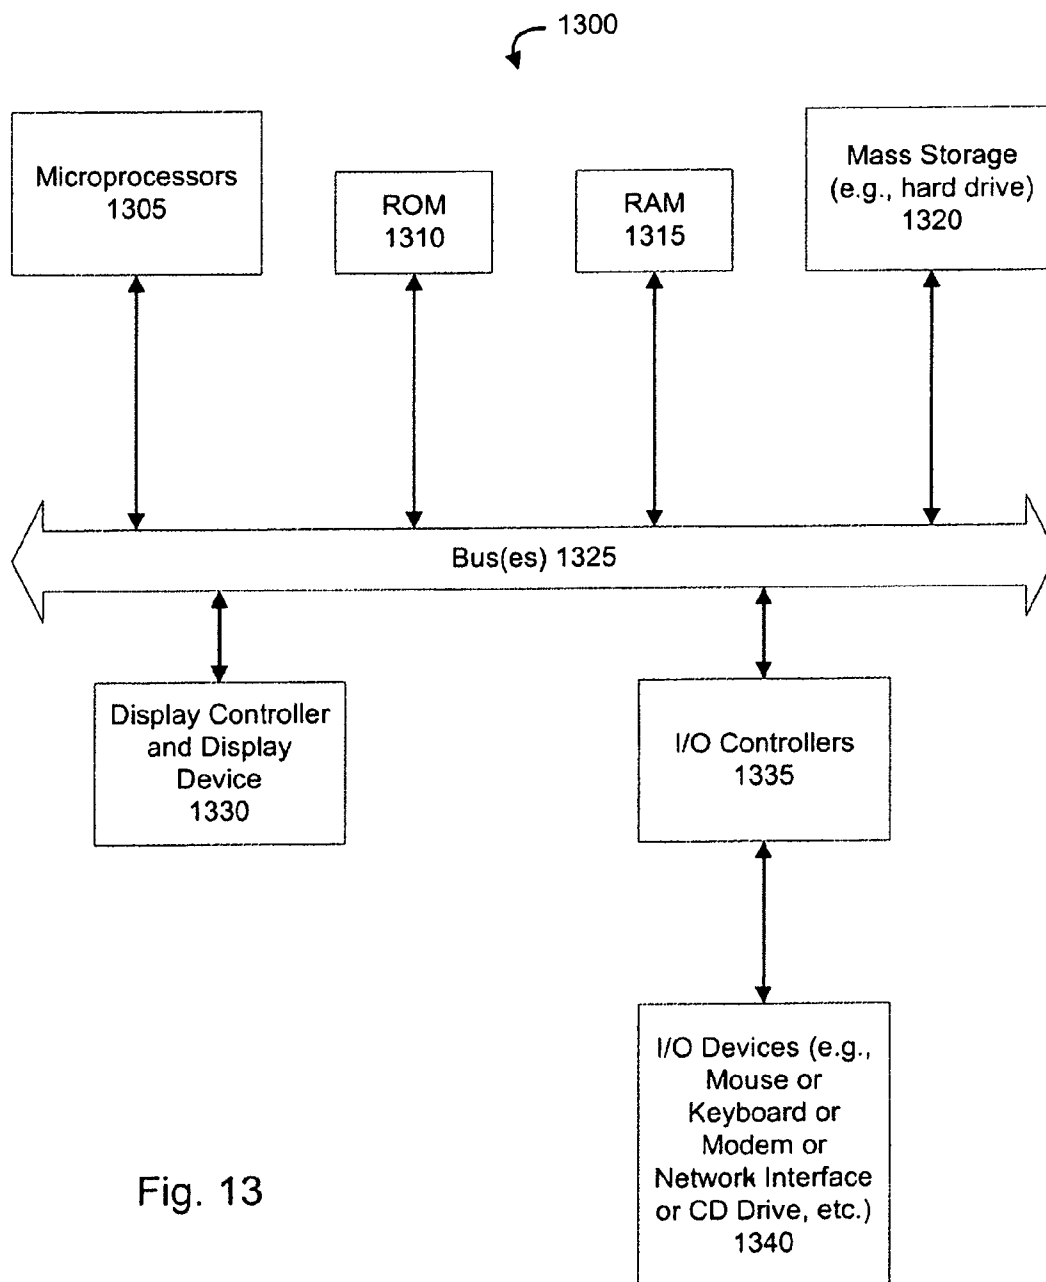 1300
Microprocessors
1305
ROM
1310
RAM
1315
Mass Storage
(e.g., hard drive)
1320
Bus(es) 1325
Display Controller
and Display
Device
1330
I/O Controllers
1335
I/O Devices (e.g.,
Mouse or
Keyboard or
Modem or
Network Interface
or CD Drive, etc.)
1340
Fig. 13